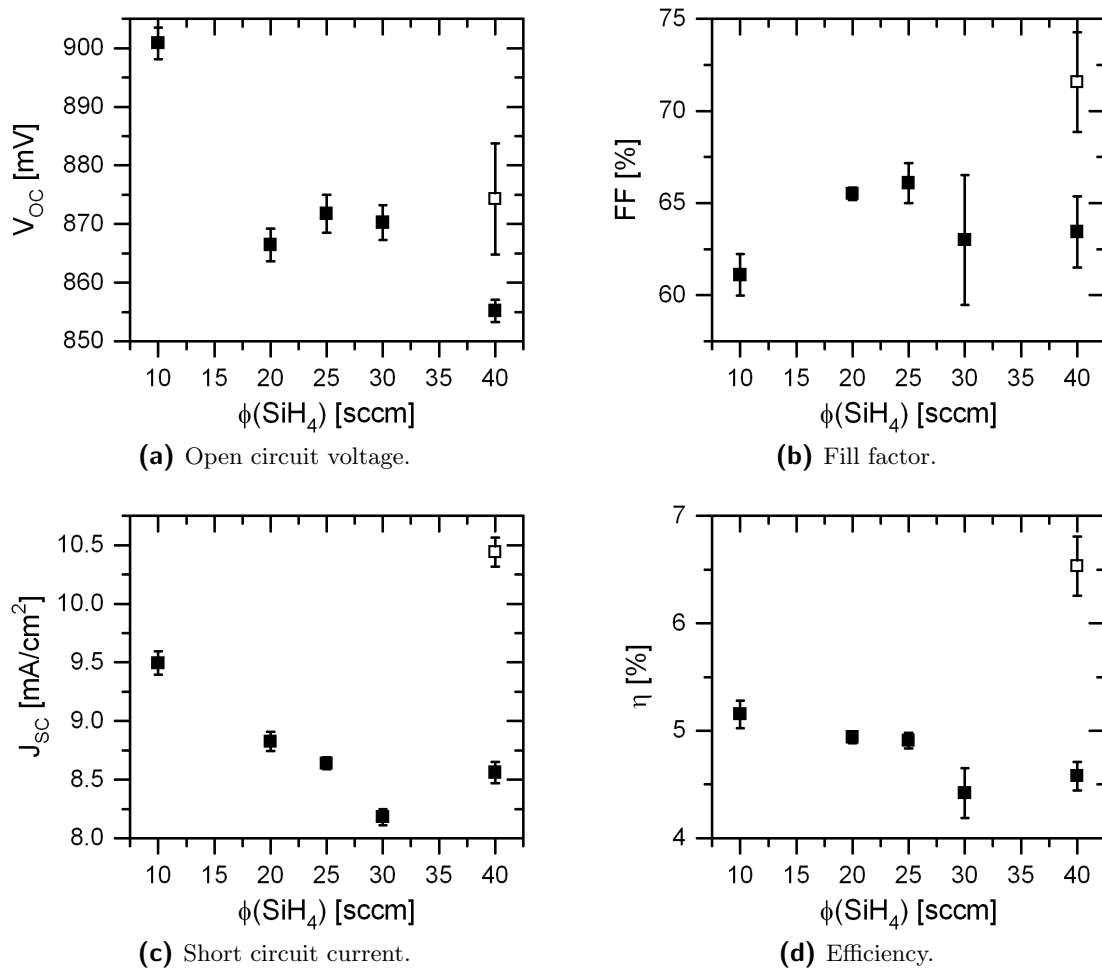 900
890
880
870
860
850
V_OC [mV]
10 15 20 25 30 35 40
ϕ(SiH₄) [sccm]
(a) Open circuit voltage.
75
70
65
60
FF [%]
10 15 20 25 30 35 40
ϕ(SiH₄) [sccm]
(b) Fill factor.
10.5
10.0
9.5
9.0
8.5
8.0
J_SC [mA/cm²]
10 15 20 25 30 35 40
ϕ(SiH₄) [sccm]
(c) Short circuit current.
7
6
5
4
η [%]
10 15 20 25 30 35 40
ϕ(SiH₄) [sccm]
(d) Efficiency.